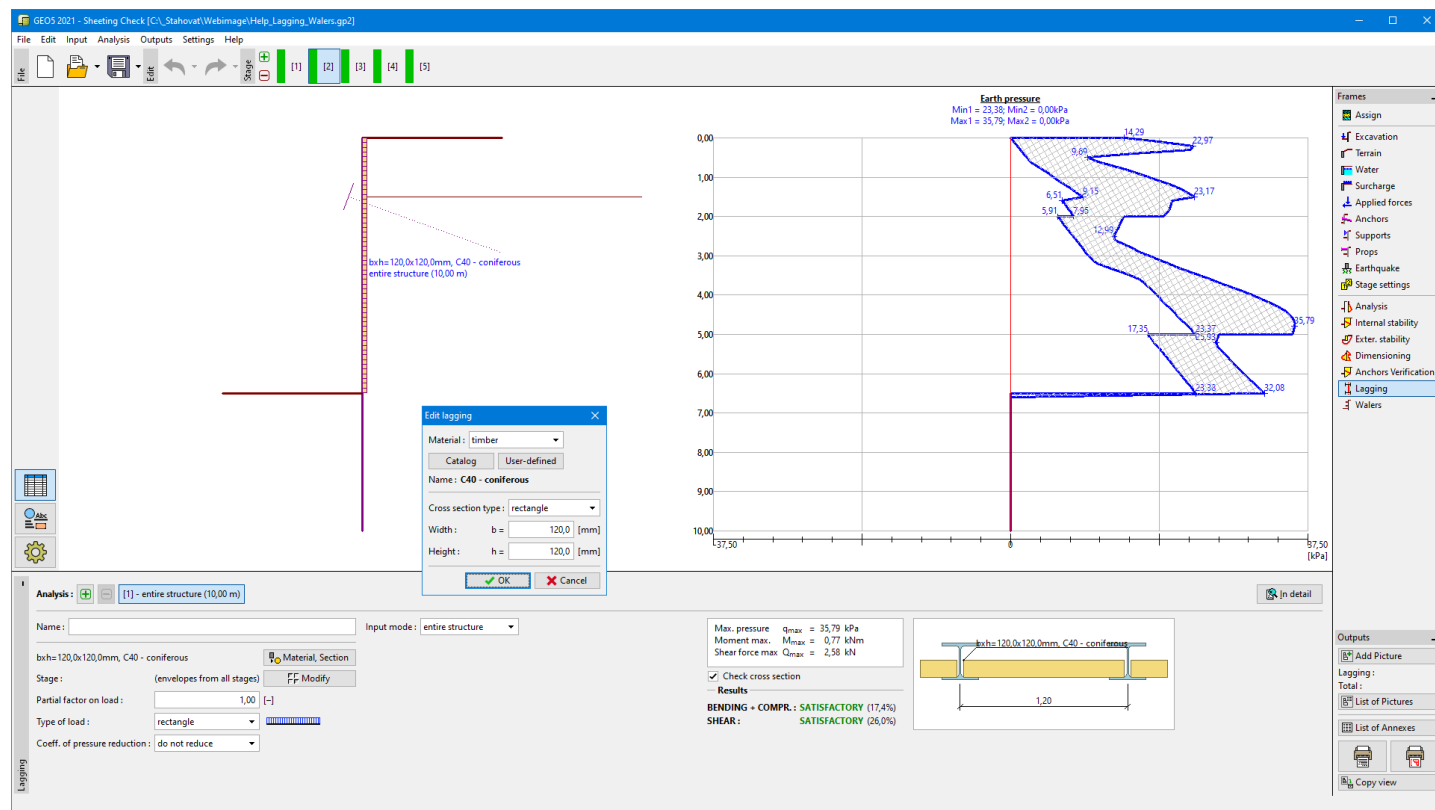 GEO5 2021 - Sheeting Check [C:\_Stahovat\Webimage\Help_Lagging_Walers.gp2]
File Edit Input Analysis Outputs Settings Help
File
Edit
Stage
[1] [2] [3] [4] [5]
Earth pressure
Min1 = 23,38; Min2 = 0,00kPa
Max1 = 35,79; Max2 = 0,00kPa
bxh=120,0x120,0mm, C40 - coniferous
entire structure (10,00 m)
0,00
1,00
2,00
3,00
4,00
5,00
6,00
7,00
8,00
9,00
10,00
14,29
22,97
9,69
6,51 9,15 23,17
5,91 7,95
12,99
35,79
17,35 23,37
25,93
23,38 32,08
-37,50 0 37,50
[kPa]
Edit lagging
Material : timber
Catalog User-defined
Name : C40 - coniferous
Cross section type : rectangle
Width : b = 120,0 [mm]
Height : h = 120,0 [mm]
OK Cancel
Frames
Assign
Excavation
Terrain
Water
Surcharge
Applied forces
Anchors
Supports
Props
Earthquake
Stage settings
Analysis
Internal stability
Exter. stability
Dimensioning
Anchors Verification
Lagging
Walers
Abc
Lagging
Analysis : [1] - entire structure (10,00 m) In detail
Name : Input mode : entire structure
bxh=120,0x120,0mm, C40 - coniferous Material, Section
Stage : (envelopes from all stages) Modify
Partial factor on load : 1,00 [–]
Type of load : rectangle
Coeff. of pressure reduction : do not reduce
Max. pressure qmax = 35,79 kPa
Moment max. Mmax = 0,77 kNm
Shear force max Qmax = 2,58 kN
Check cross section
Results
BENDING + COMPR. : SATISFACTORY (17,4%)
SHEAR : SATISFACTORY (26,0%)
bxh=120,0x120,0mm, C40 - coniferous
1,20
Outputs
Add Picture
Lagging :
Total :
List of Pictures
List of Annexes
Copy view